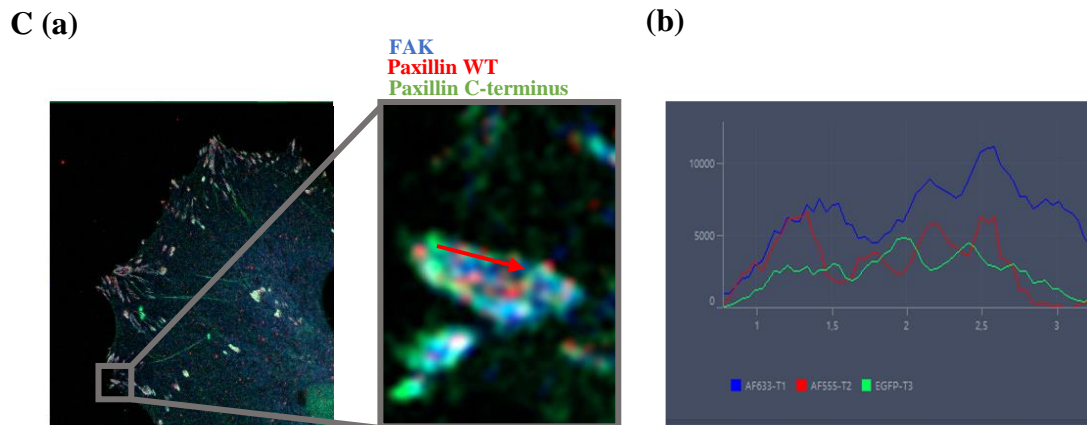 C (a)
(b)
FAK
Paxillin WT
Paxillin C-terminus
10000
5000
0
1
1,5
2
2,5
3
AF633-T1
AF555-T2
EGFP-T3